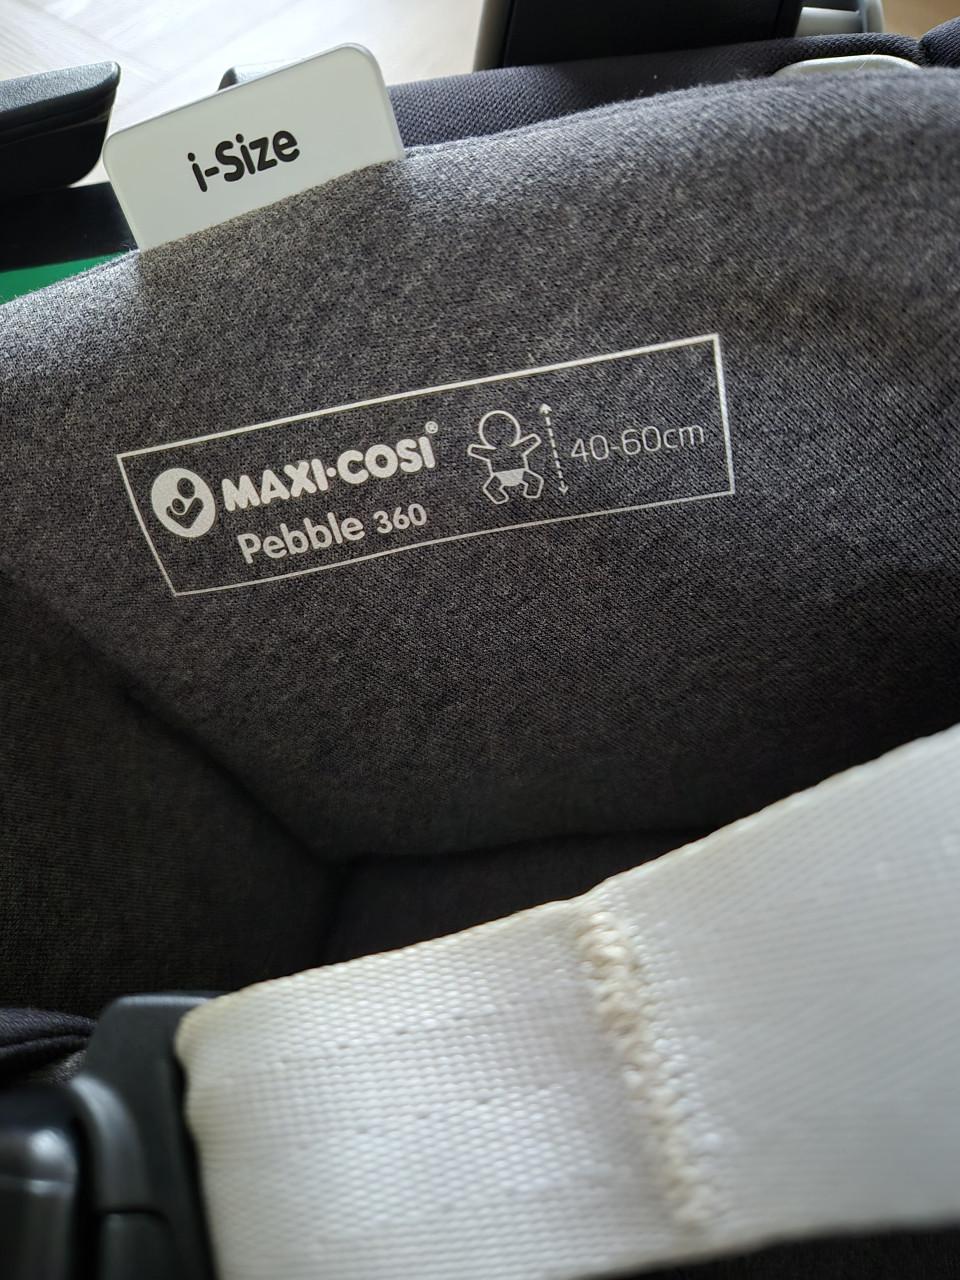 i-Size
MAXI·COSI®
Pebble 360
40-60cm